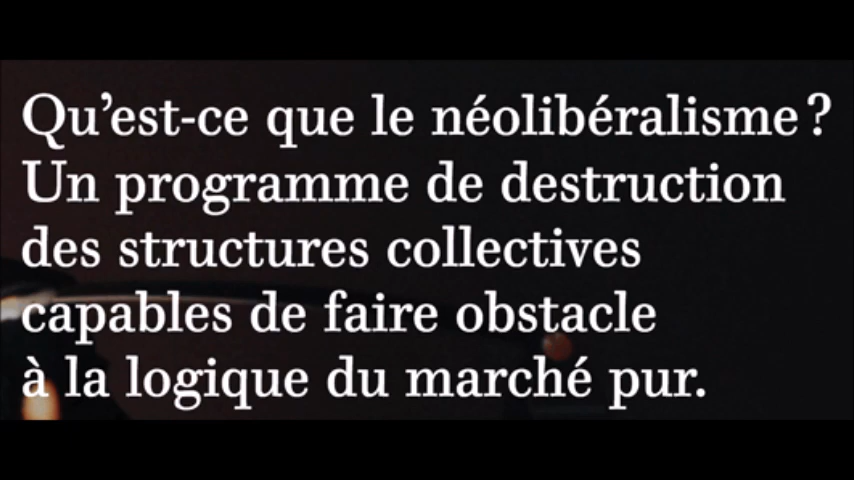 Qu’est-ce que le néolibéralisme ?
Un programme de destruction
des structures collectives
capables de faire obstacle
à la logique du marché pur.